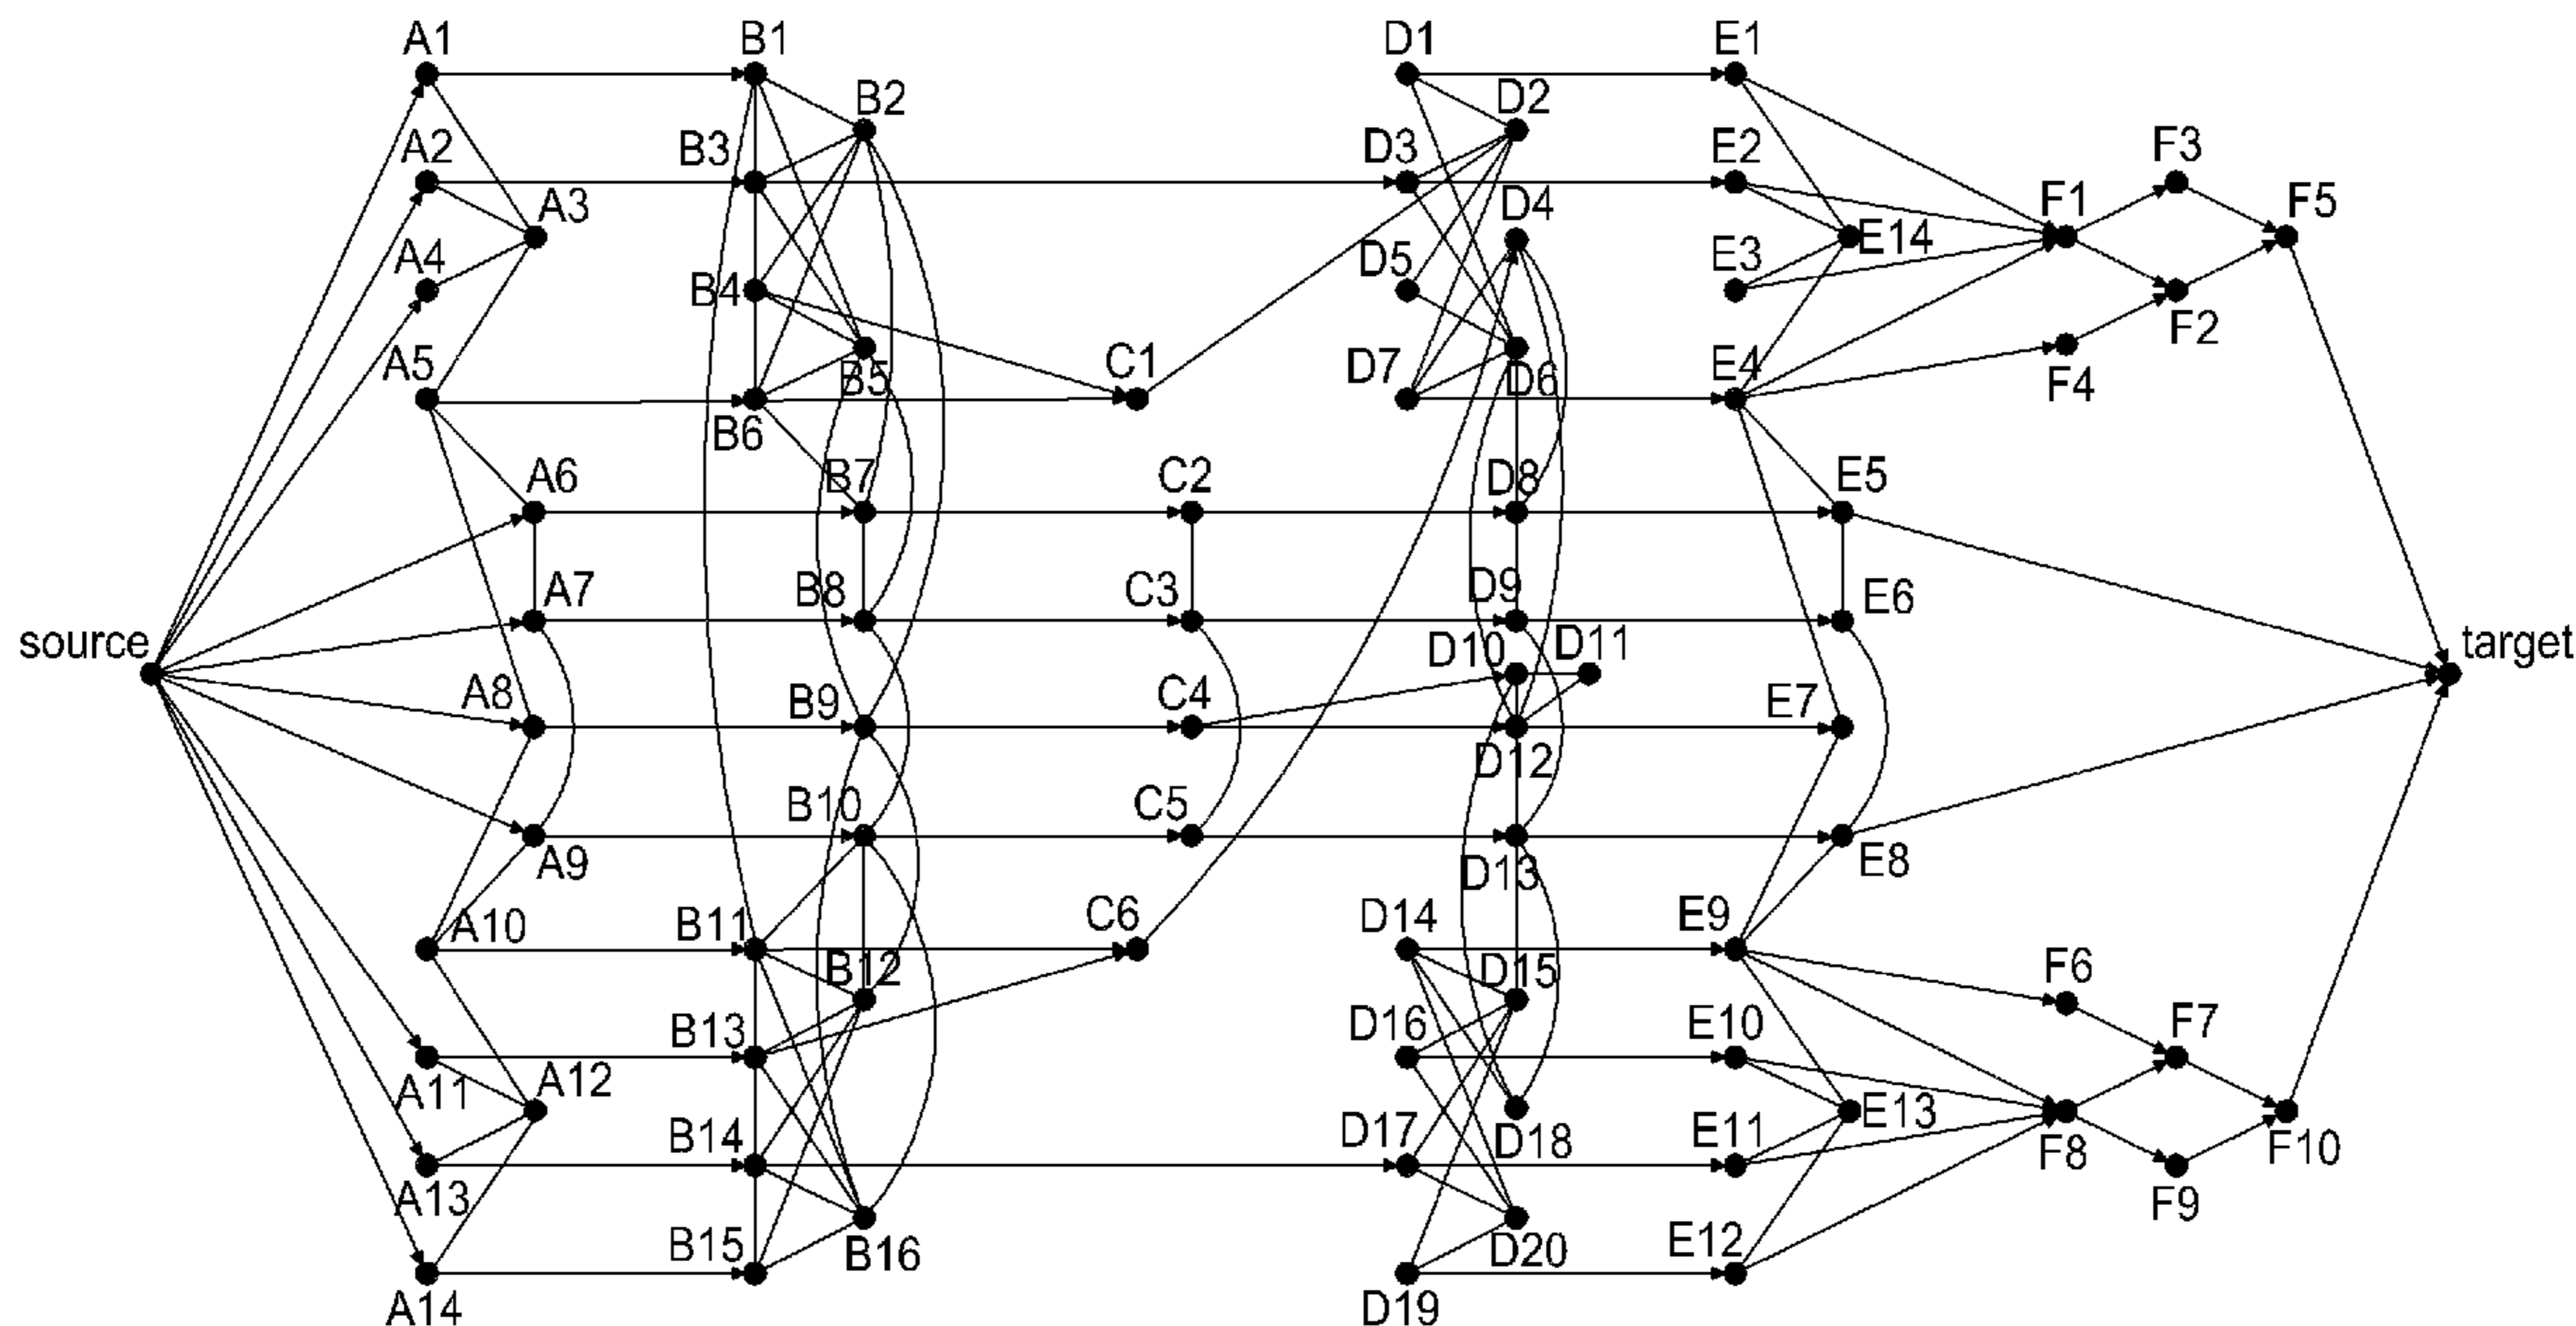 A1
B1
D1
E1
B2
D2
A2
B3
D3
E2
F3
A3
D4
F1
F5
A4
B4
D5
E3
E14
F2
A5
B5
C1
D7
D6
E4
F4
B6
A6
B7
C2
D8
E5
A7
B8
C3
D9
E6
source
D10
D11
target
A8
B9
C4
D12
E7
B10
C5
A9
D13
E8
A10
B11
C6
D14
E9
B12
D15
F6
B13
D16
E10
F7
A11
A12
B14
D17
D18
E11
E13
F8
F10
A13
B15
B16
D20
E12
F9
A14
D19